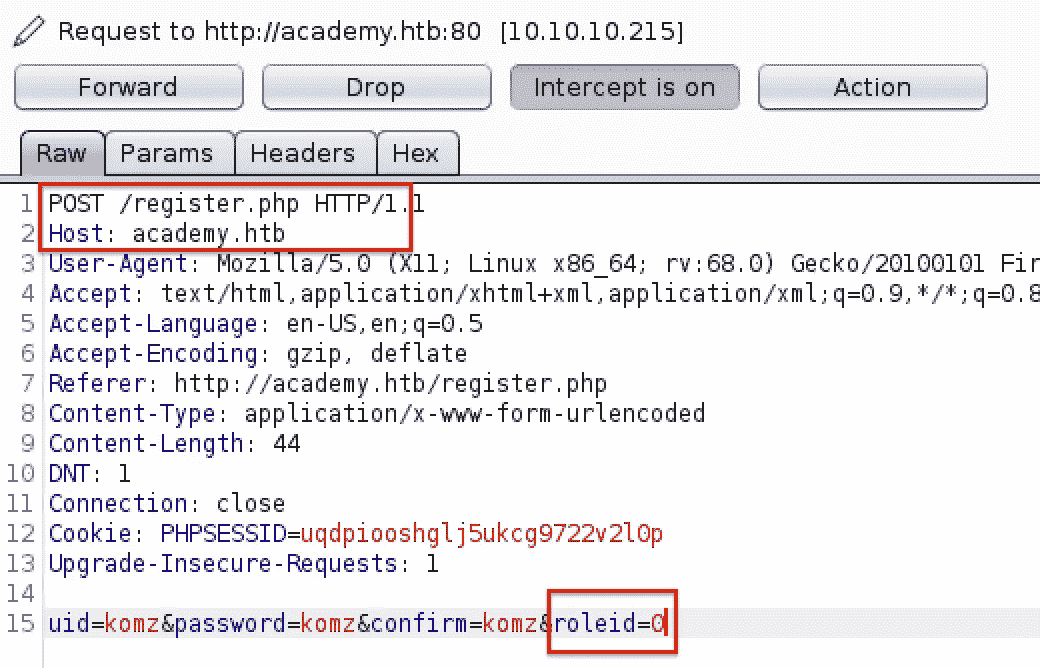 Request to http://academy.htb:80 [10.10.10.215]
Forward Drop Intercept is on Action
Raw Params Headers Hex
1 POST /register.php HTTP/1.1
2 Host: academy.htb
3 User-Agent: Mozilla/5.0 (X11; Linux x86_64; rv:68.0) Gecko/20100101 Fir
4 Accept: text/html,application/xhtml+xml,application/xml;q=0.9,*/*;q=0.8
5 Accept-Language: en-US,en;q=0.5
6 Accept-Encoding: gzip, deflate
7 Referer: http://academy.htb/register.php
8 Content-Type: application/x-www-form-urlencoded
9 Content-Length: 44
10 DNT: 1
11 Connection: close
12 Cookie: PHPSESSID=uqdpiooshglj5ukcg9722v2l0p
13 Upgrade-Insecure-Requests: 1
14
15 uid=komz&password=komz&confirm=komz&roleid=0